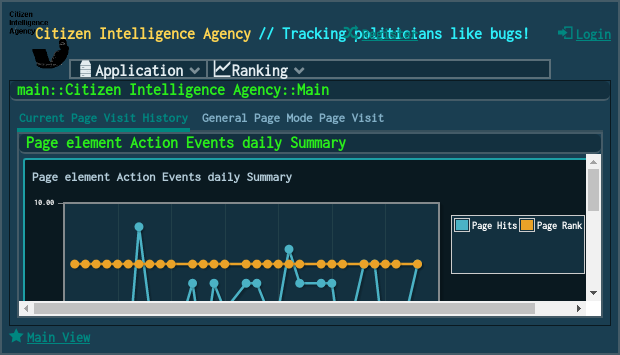 Citizen
Intelligence
Agency
Citizen Intelligence Agency // Tracking politicians like bugs!
Register
Login
Application
Ranking
main::Citizen Intelligence Agency::Main
Current Page Visit History
General Page Mode Page Visit
Page element Action Events daily Summary
Page element Action Events daily Summary
10.00
Page Hits
Page Rank
Main View